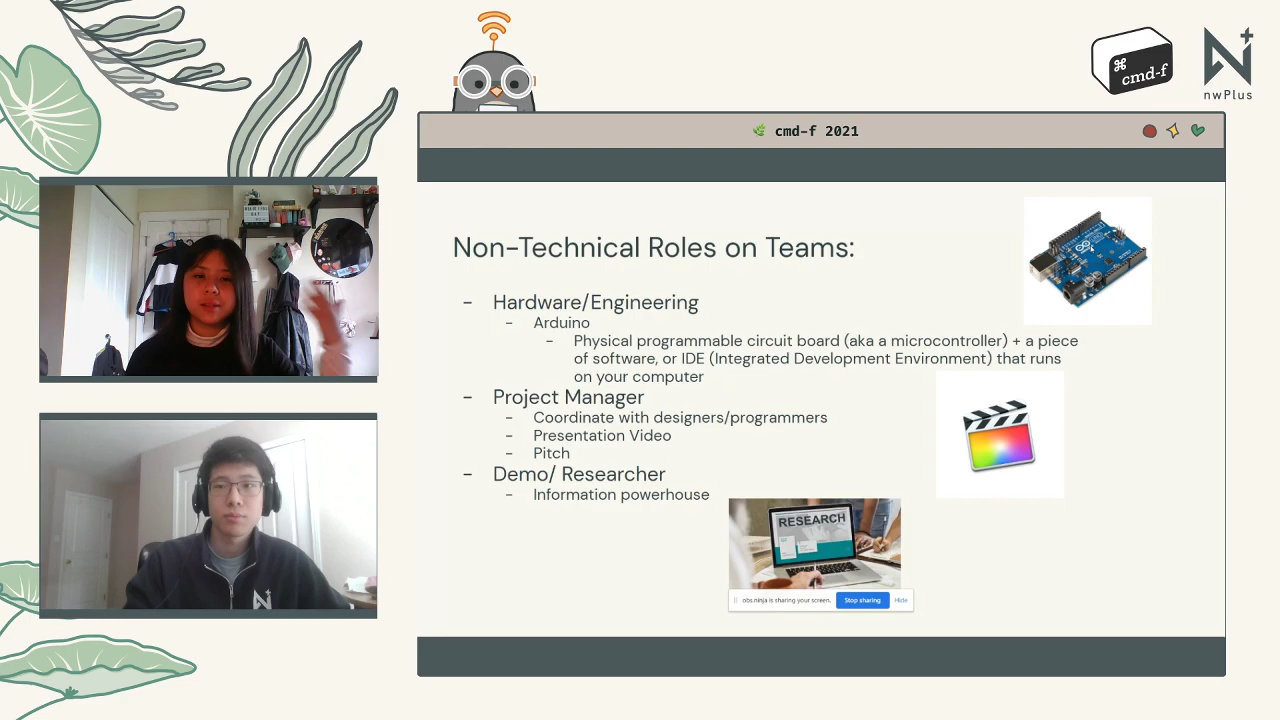 cmd-f
nwPlus
cmd-f 2021
Non-Technical Roles on Teams:
- Hardware/Engineering
- Arduino
- Physical programmable circuit board (aka a microcontroller) + a piece
of software, or IDE (Integrated Development Environment) that runs
on your computer
- Project Manager
- Coordinate with designers/programmers
- Presentation Video
- Pitch
- Demo/ Researcher
- Information powerhouse
RESEARCH
obs.ninja is sharing your screen.
Stop sharing
Hide